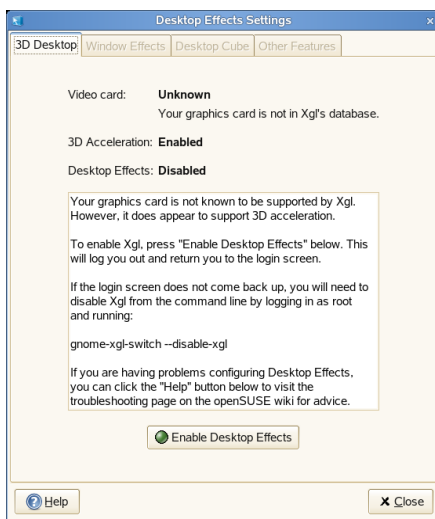 Desktop Effects Settings
3D Desktop Window Effects Desktop Cube Other Features
Video card: Unknown
Your graphics card is not in Xgl's database.
3D Acceleration: Enabled
Desktop Effects: Disabled
Your graphics card is not known to be supported by Xgl.
However, it does appear to support 3D acceleration.
To enable Xgl, press "Enable Desktop Effects" below. This
will log you out and return you to the login screen.
If the login screen does not come back up, you will need to
disable Xgl from the command line by logging in as root
and running:
gnome-xgl-switch --disable-xgl
If you are having problems configuring Desktop Effects,
you can click the "Help" button below to visit the
troubleshooting page on the openSUSE wiki for advice.
Enable Desktop Effects
Help
Close